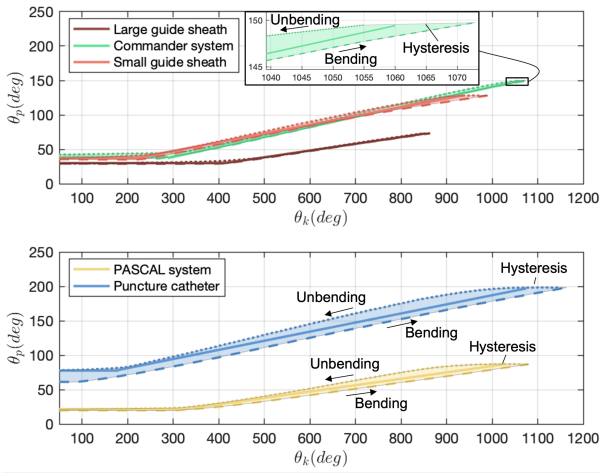 250
200
150
100
50
0
θp(deg)
Large guide sheath
Commander system
Small guide sheath
150
145
Unbending
Bending
Hysteresis
1040 1045 1050 1055 1060 1065 1070
100 200 300 400 500 600 700 800 900 1000 1100 1200
θk(deg)
250
200
150
100
50
0
θp(deg)
PASCAL system
Puncture catheter
Unbending
Bending
Hysteresis
Unbending
Bending
Hysteresis
100 200 300 400 500 600 700 800 900 1000 1100 1200
θk(deg)